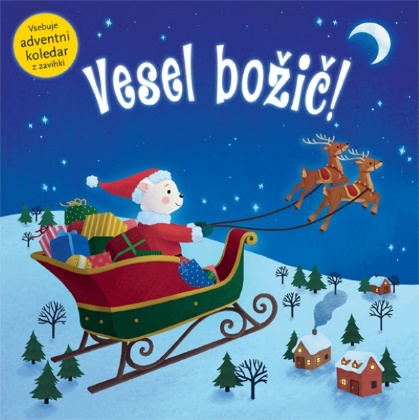 Vsebuje
adventni
koledar
z zavihki
Vesel božič!